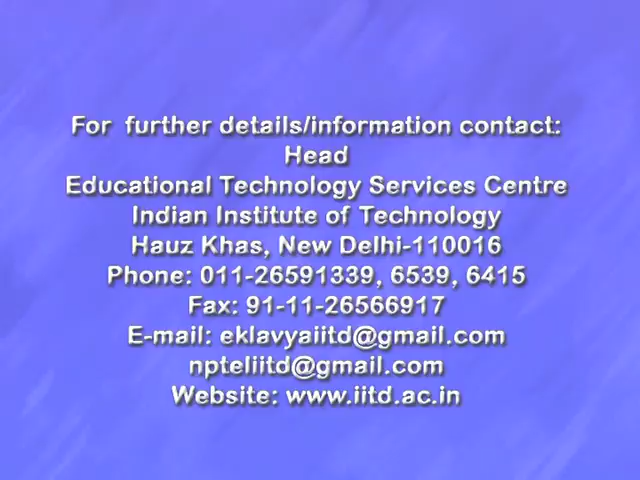 For further details/information contact:
Head
Educational Technology Services Centre
Indian Institute of Technology
Hauz Khas, New Delhi-110016
Phone: 011-26591339, 6539, 6415
Fax: 91-11-26566917
E-mail: eklavyaiitd@gmail.com
npteliitd@gmail.com
Website: www.iitd.ac.in